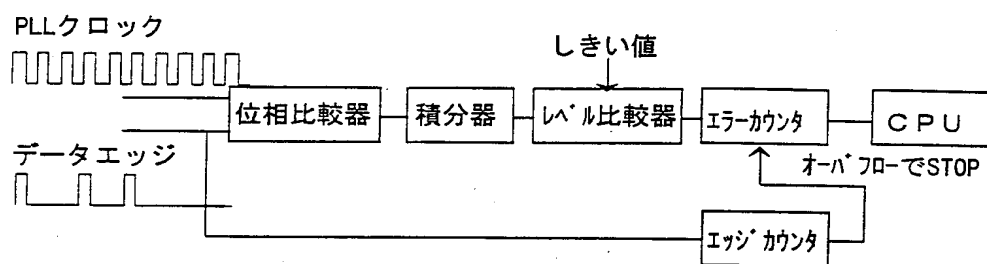 PLLクロック
しきい値
位相比較器
積分器
ﾚﾍﾞﾙ比較器
ｴﾗｰｶｳﾝﾀ
ＣＰＵ
データエッジ
ｵｰﾊﾞﾌﾛｰでSTOP
ｴｯｼﾞｶｳﾝﾀ